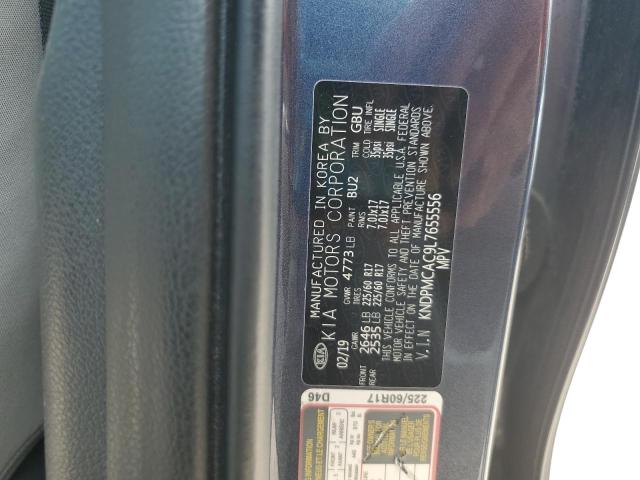 MANUFACTURED IN KOREA BY
KIA KIA MOTORS CORPORATION
02/19 GVWR 4773 LB PAINT BU2 TRIM GBU
GAWR TIRES RIMS COLD TIRE INFL
FRONT 2646 LB 225/60 R17 7.0Jx17 35psi SINGLE
REAR 2535 LB 225/60 R17 7.0Jx17 35psi SINGLE
THIS VEHICLE CONFORMS TO ALL APPLICABLE U.S.A. FEDERAL
MOTOR VEHICLE SAFETY AND THEFT PREVENTION STANDARDS
IN EFFECT ON THE DATE OF MANUFACTURE SHOWN ABOVE.
V.I.N KNDPMCAC9L7655556
MPV
D46
225/60R17